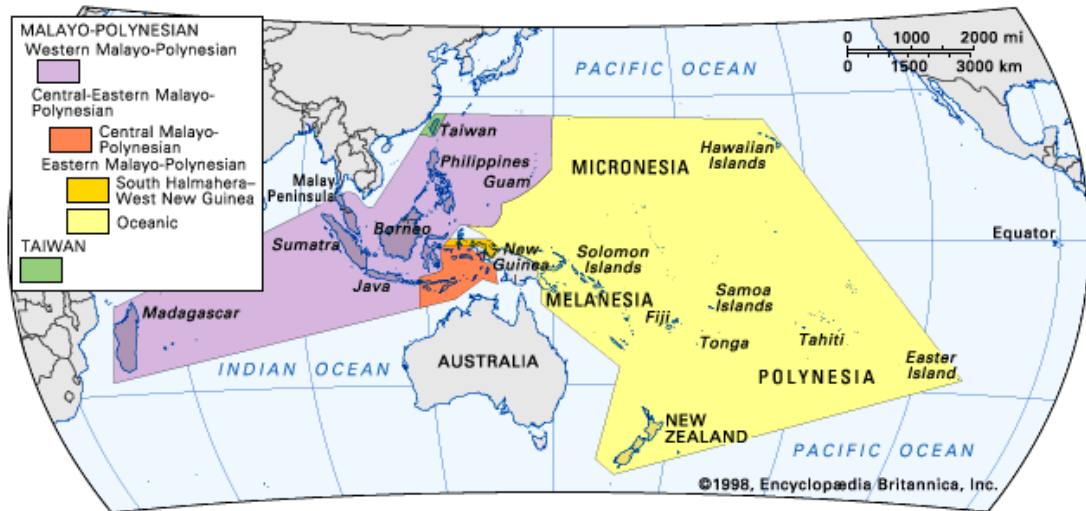 MALAYO-POLYNESIAN
Western Malayo-Polynesian
Central-Eastern Malayo-
Polynesian
Central Malayo-
Polynesian
Eastern Malayo-Polynesian
South Halmahera–
West New Guinea
Oceanic
TAIWAN
0 1000 2000 mi
0 1500 3000 km
PACIFIC OCEAN
Taiwan
Hawaiian
Islands
MICRONESIA
Philippines
Guam
Malay
Peninsula
Borneo
Sumatra
Equator
New
Guinea
Solomon
Islands
Java
MELANESIA
Samoa
Islands
Madagascar
Fiji
Tonga
Tahiti
Easter
Island
INDIAN OCEAN
AUSTRALIA
POLYNESIA
NEW
ZEALAND
PACIFIC OCEAN
©1998, Encyclopædia Britannica, Inc.